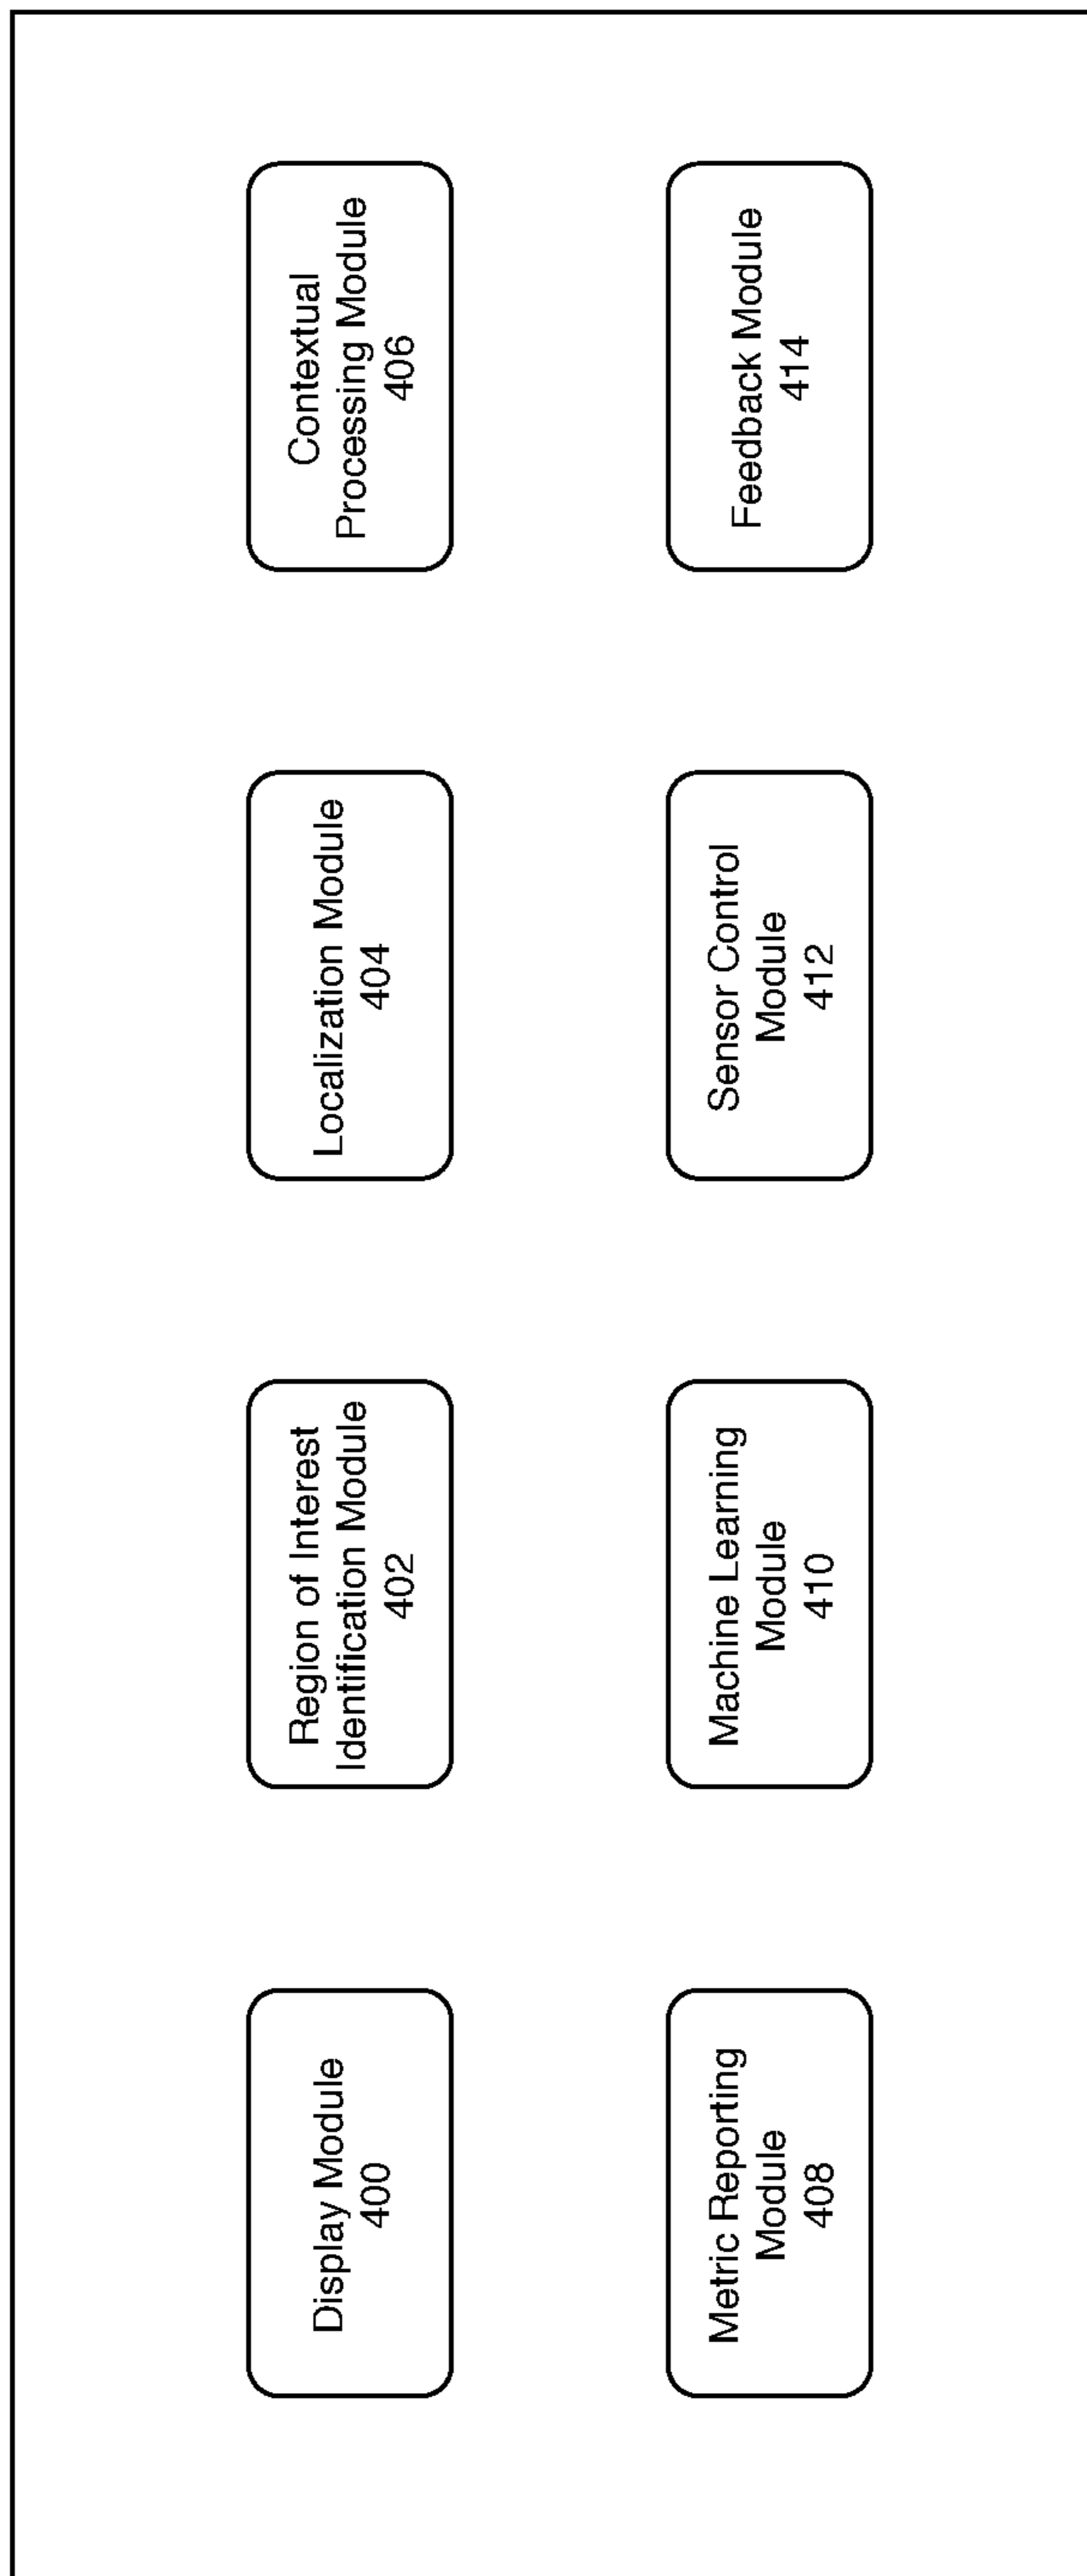 Display Module
400
Region of Interest
Identification Module
402
Localization Module
404
Contextual
Processing Module
406
Metric Reporting
Module
408
Machine Learning
Module
410
Sensor Control
Module
412
Feedback Module
414